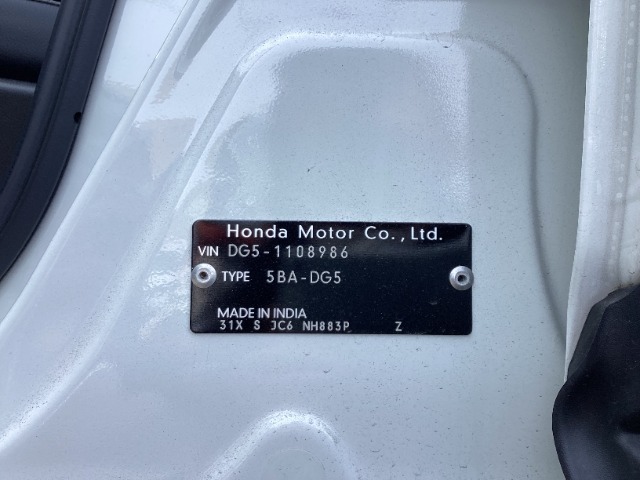 Honda Motor Co.,Ltd.
VIN DG5-1108986
TYPE 5BA-DG5
MADE IN INDIA
31X S JC6 NH883P Z